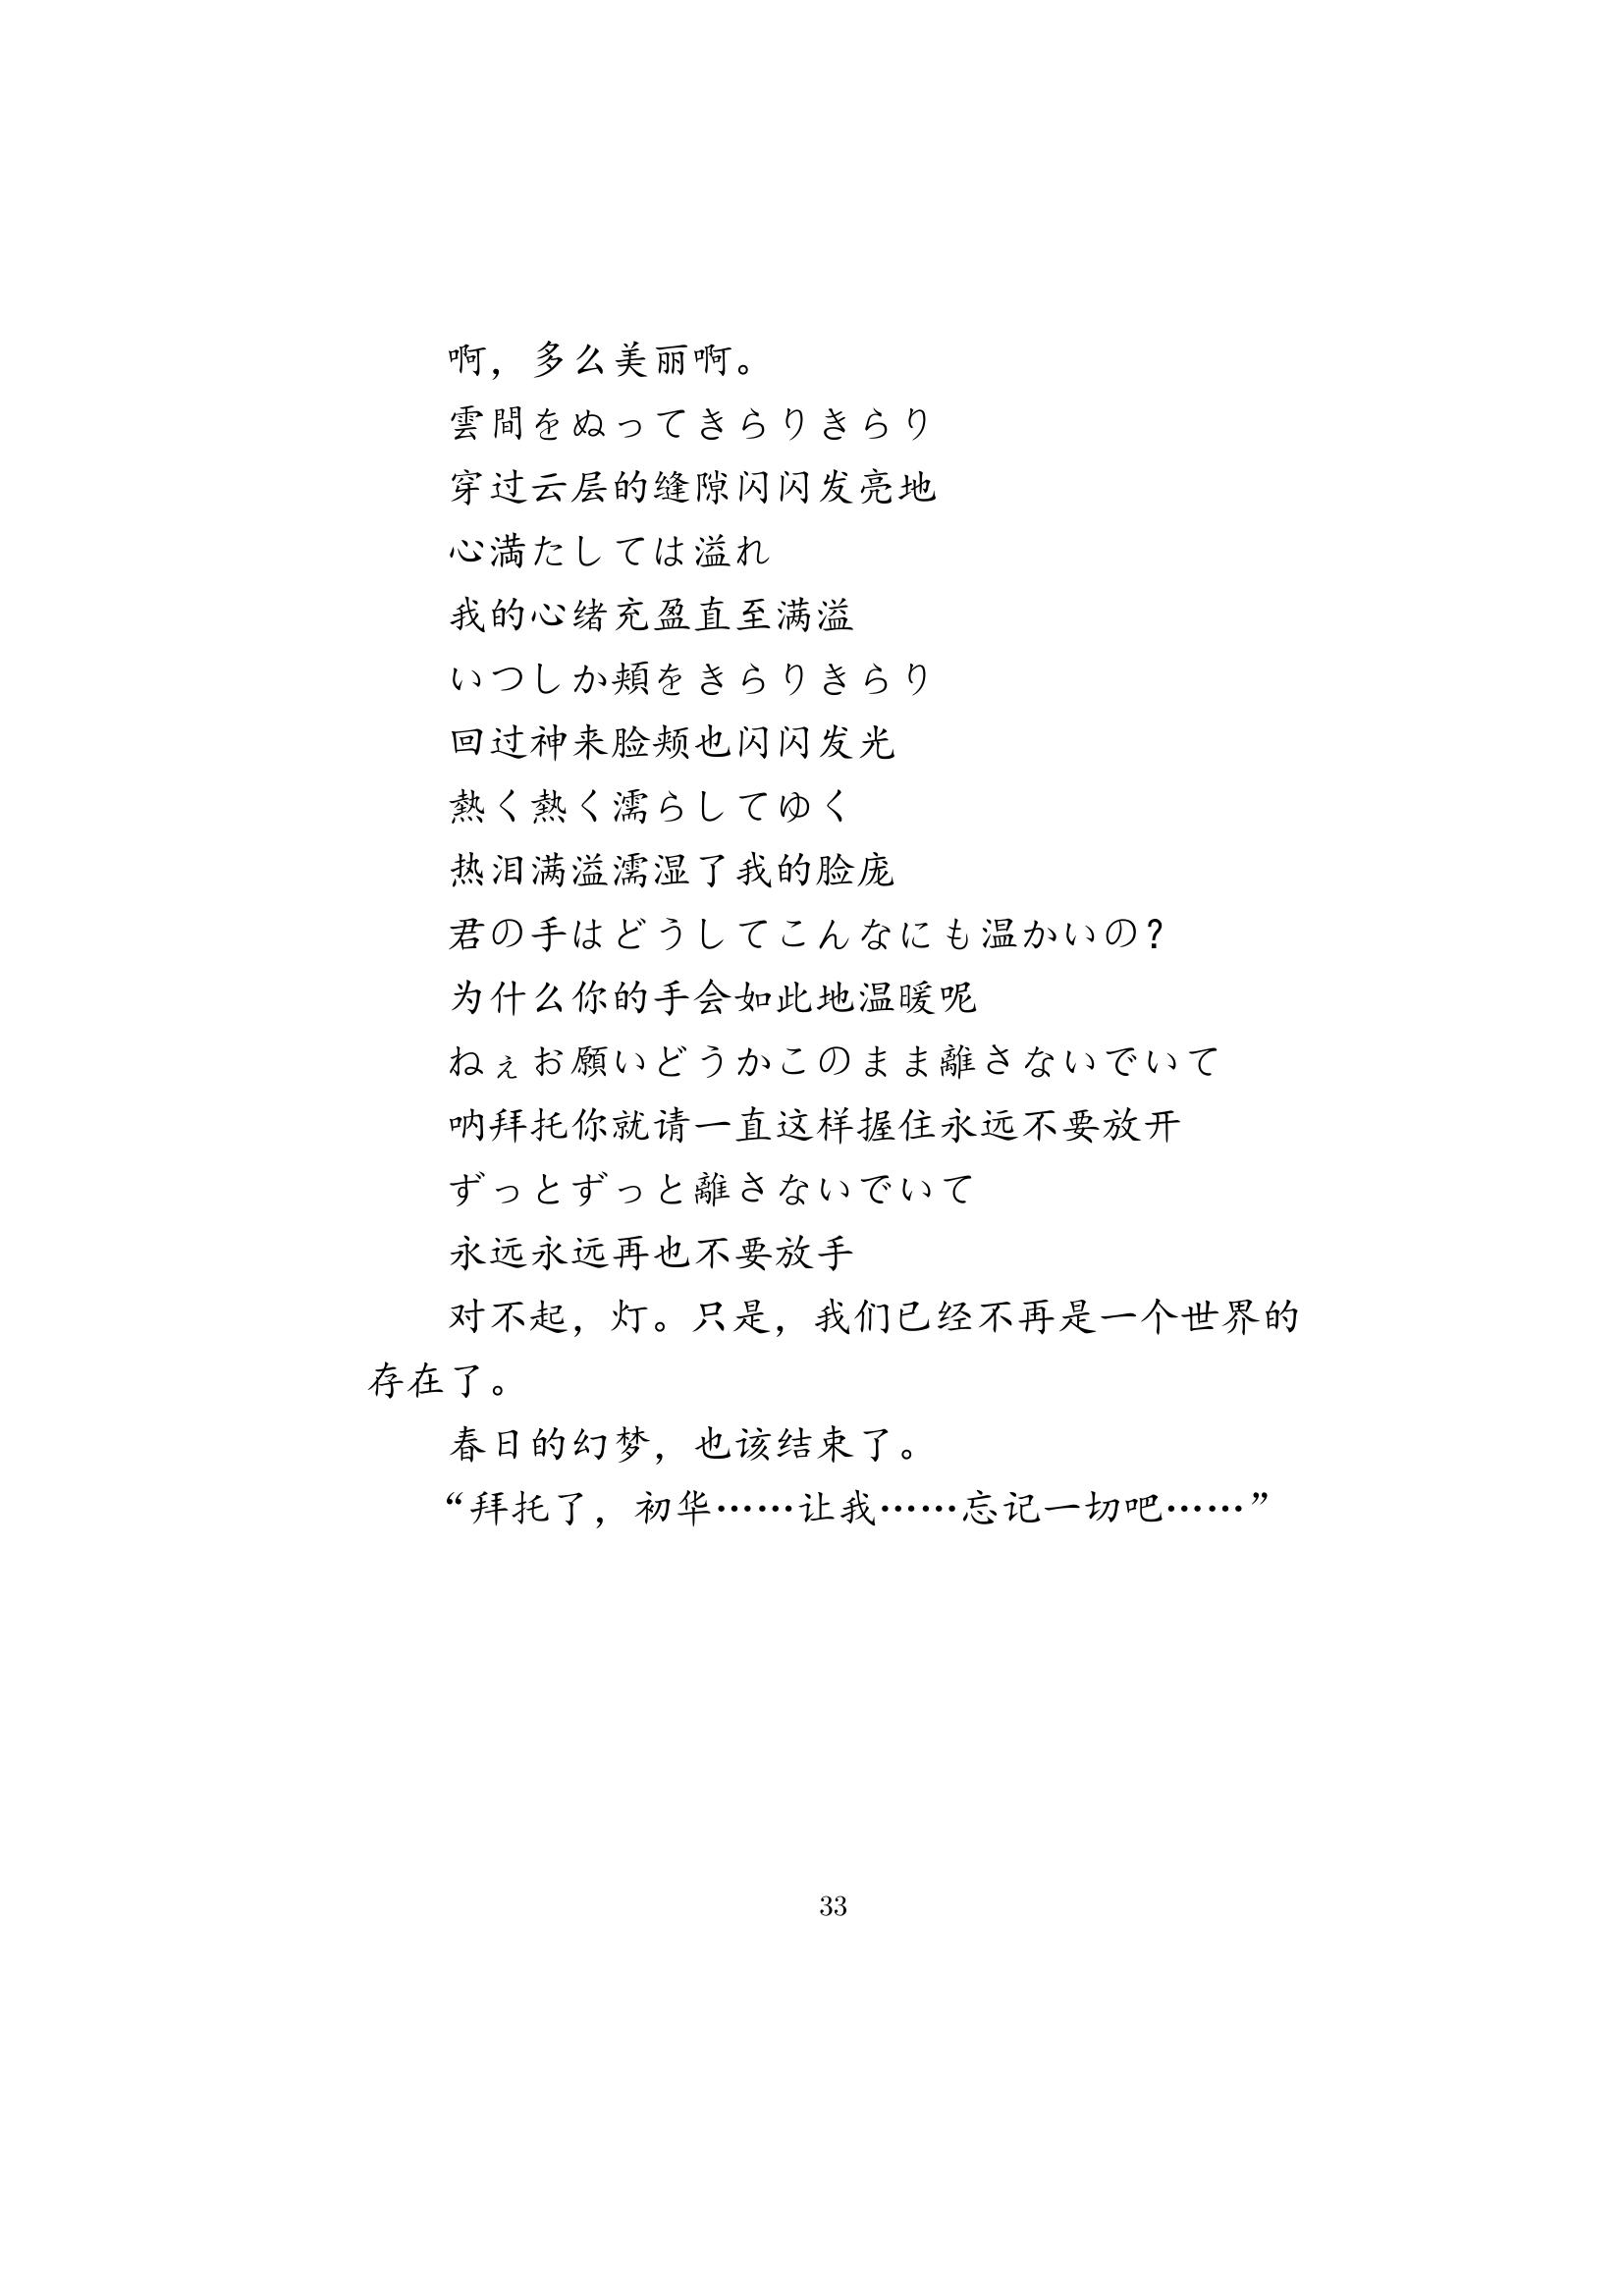 啊，多么美丽啊。
雲間をぬってきらりきらり
穿过云层的缝隙闪闪发亮地
心満たしては溢れ
我的心绪充盈直至满溢
いつしか頬をきらりきらり
回过神来脸颊也闪闪发光
熱く熱く濡らしてゆく
热泪满溢濡湿了我的脸庞
君の手はどうしてこんなにも温かいの？
为什么你的手会如此地温暖呢
ねぇお願いどうかこのまま離さないでいて
呐拜托你就请一直这样握住永远不要放开
ずっとずっと離さないでいて
永远永远再也不要放手
对不起，灯。只是，我们已经不再是一个世界的
存在了。
春日的幻梦，也该结束了。
“拜托了，初华……让我……忘记一切吧……”
33